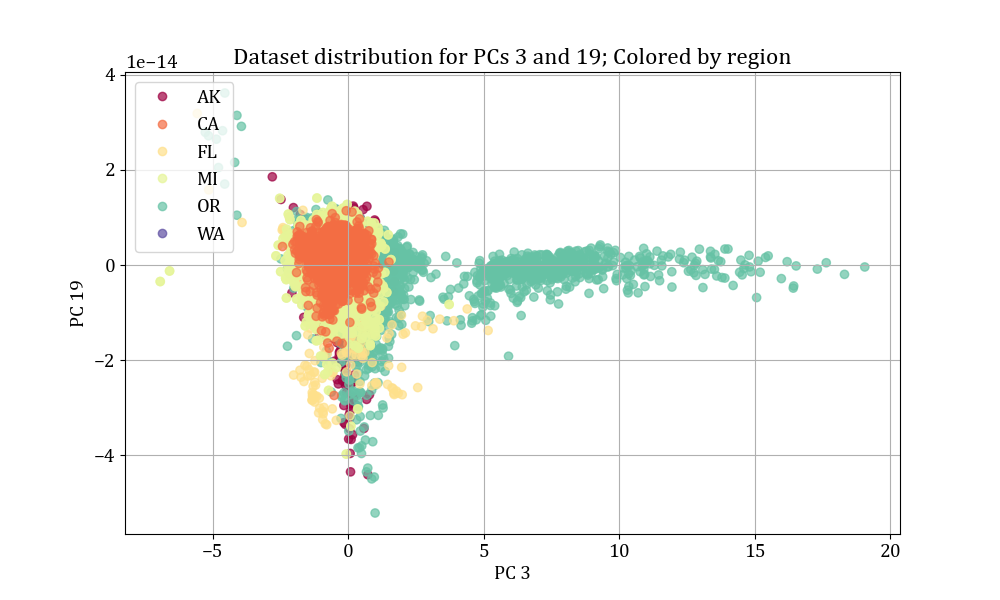 Dataset distribution for PCs 3 and 19; Colored by region
1e−14
4
2
0
−2
−4
PC 19
AK
CA
FL
MI
OR
WA
−5
0
5
10
15
20
PC 3